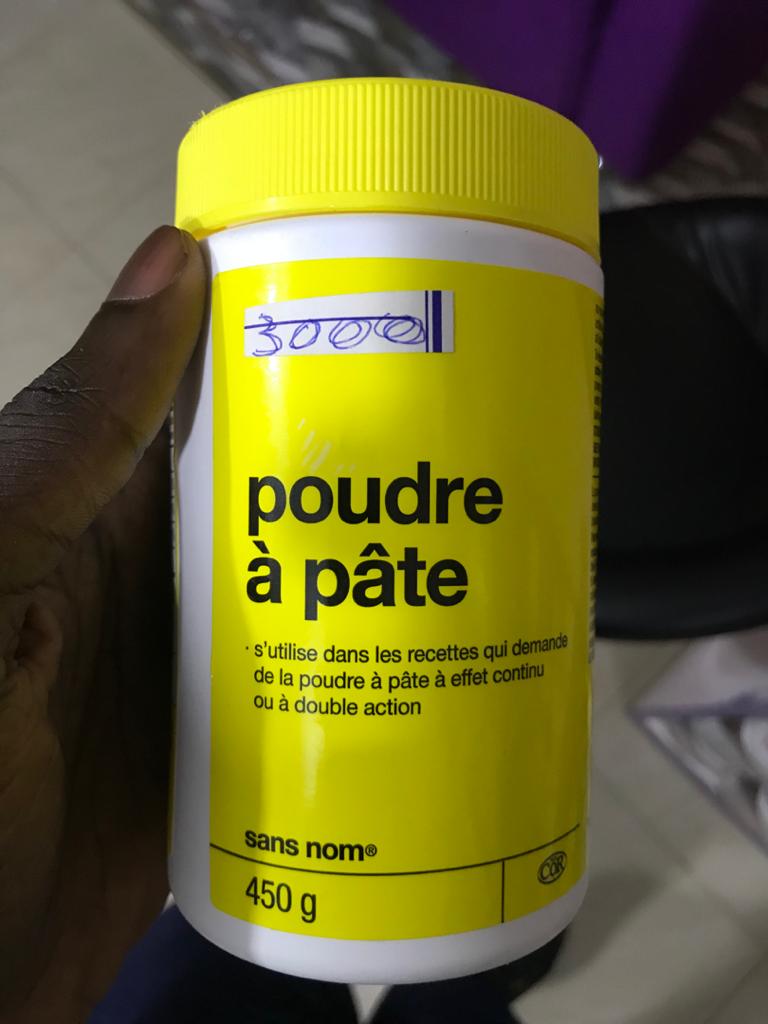 3000
poudre
à pâte
· s'utilise dans les recettes qui demande
de la poudre à pâte à effet continu
ou à double action
sans nom®
450 g
COR